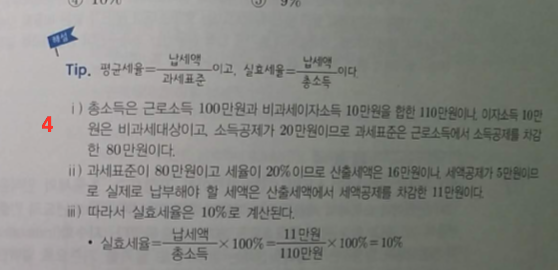 ④ 10% ⑤ 9%
해설
Tip. 평균세율=납세액/과세표준이고, 실효세율=납세액/총소득이다.
4
ⅰ) 총소득은 근로소득 100만원과 비과세이자소득 10만원을 합한 110만원이나, 이자소득 10만
원은 비과세대상이고, 소득공제가 20만원이므로 과세표준은 근로소득에서 소득공제를 차감
한 80만원이다.
ⅱ) 과세표준이 80만원이고 세율이 20%이므로 산출세액은 16만원이나, 세액공제가 5만원이므
로 실제로 납부해야 할 세액은 산출세액에서 세액공제를 차감한 11만원이다.
ⅲ) 따라서 실효세율은 10%로 계산된다.
• 실효세율=납세액/총소득×100%=11만원/110만원×100%=10%